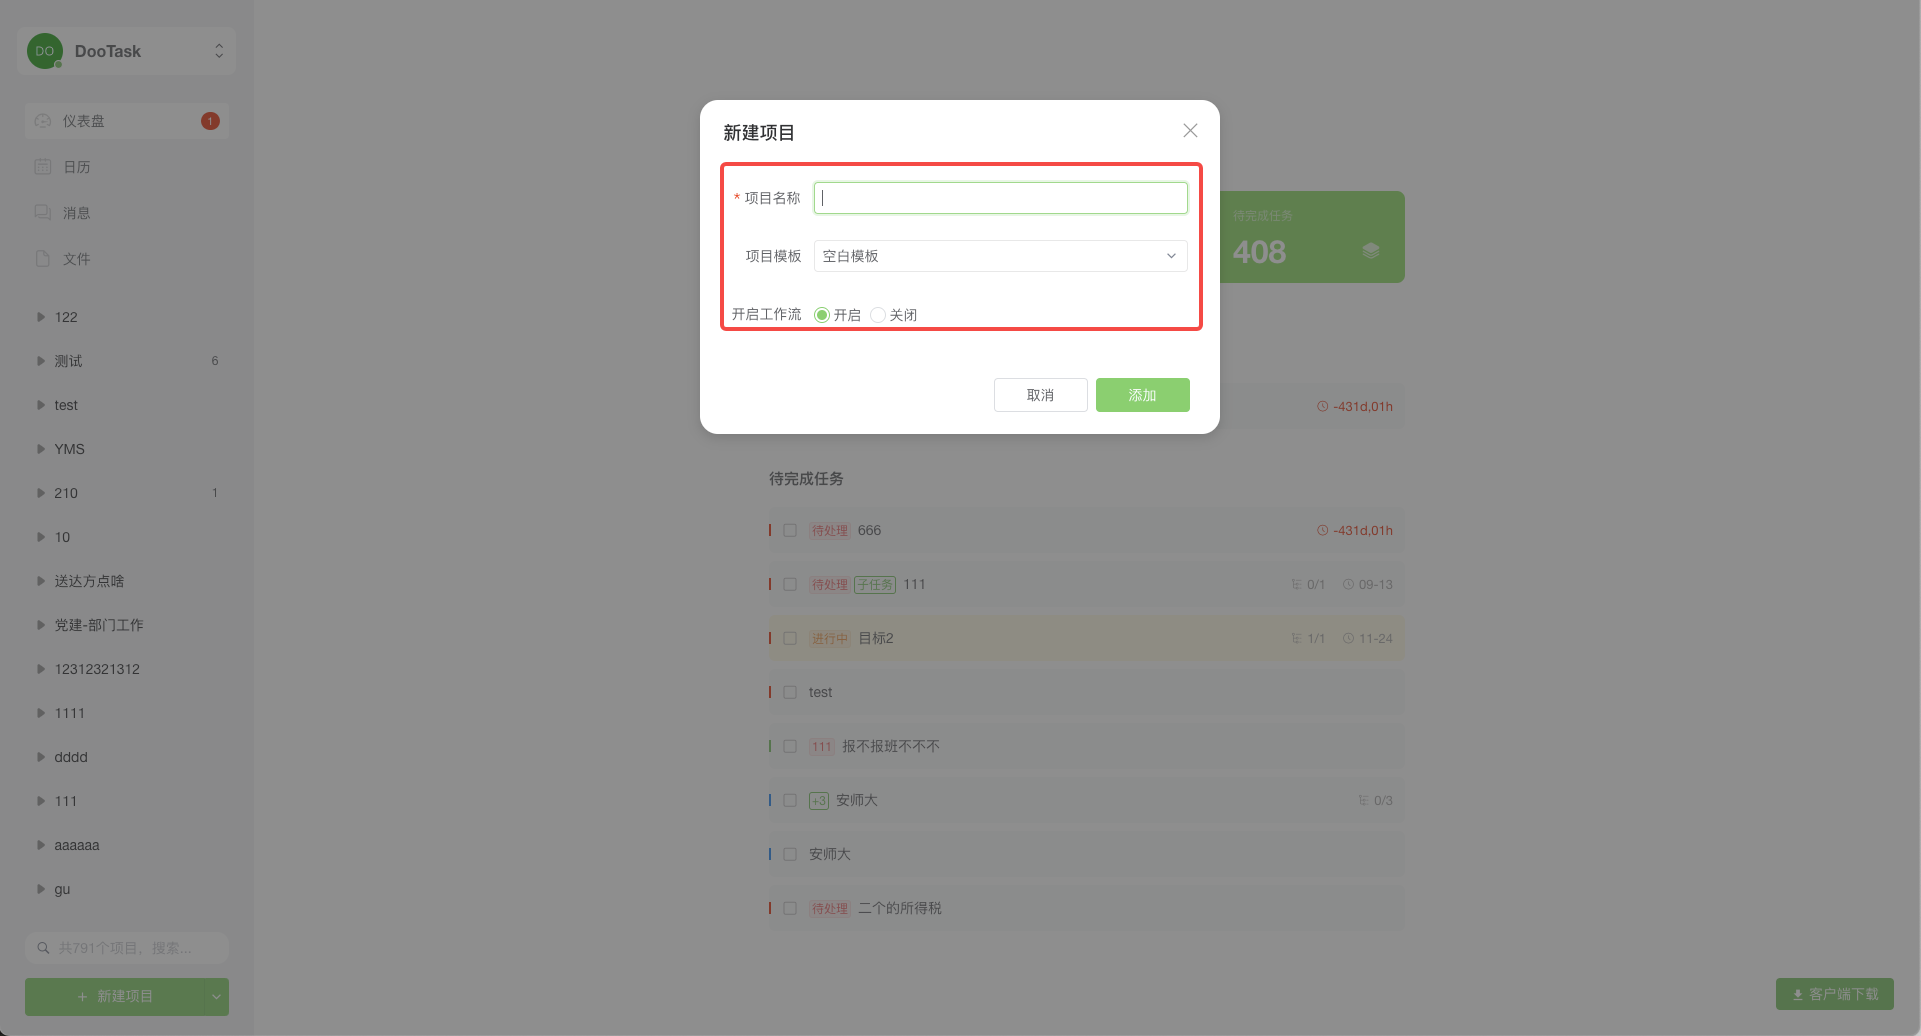 DO DooTask
仪表盘 1
日历
消息
文件
122
测试 6
test
YMS
210 1
10
送达方点啥
党建-部门工作
12312321312
1111
dddd
111
aaaaaa
gu
共791个项目，搜索...
+ 新建项目
新建项目
* 项目名称
项目模板 空白模板
开启工作流 开启 关闭
取消 添加
待完成任务
408
-431d,01h
待完成任务
待处理 666 -431d,01h
待处理 子任务 111 0/1 09-13
进行中 目标2 1/1 11-24
test
111 报不报班不不不
+3 安师大 0/3
安师大
待处理 二个的所得税
客户端下载